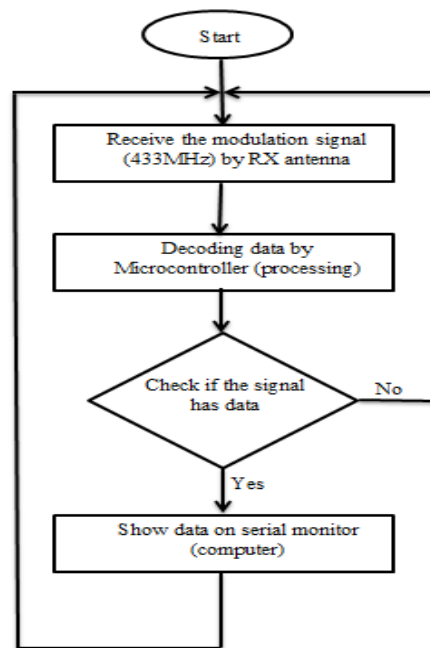 Start
Receive the modulation signal
(433MHz) by RX antenna
Decoding data by
Microcontroller (processing)
Check if the signal
has data
No
Yes
Show data on serial monitor
(computer)